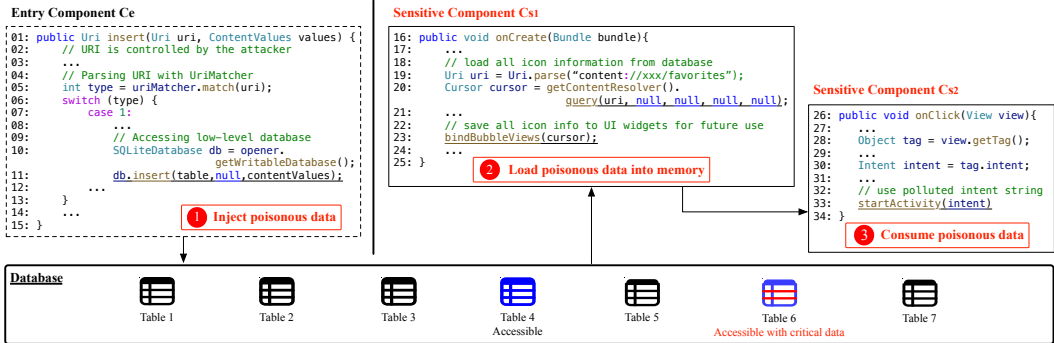 Entry Component Ce
01: public Uri insert(Uri uri, ContentValues values) {
02: // URI is controlled by the attacker
03: ...
04: // Parsing URI with UriMatcher
05: int type = uriMatcher.match(uri);
06: switch (type) {
07: case 1:
08: ...
09: // Accessing low-level database
10: SQLiteDatabase db = opener.
getWritableDatabase();
11: db.insert(table,null,contentValues);
12: ...
13: }
14: ...
15: }
1 Inject poisonous data
Sensitive Component Cs1
16: public void onCreate(Bundle bundle){
17: ...
18: // load all icon information from database
19: Uri uri = Uri.parse(“content://xxx/favorites”);
20: Cursor cursor = getContentResolver().
query(uri, null, null, null, null);
21: ...
22: // save all icon info to UI widgets for future use
23: bindBubbleViews(cursor);
24: ...
25: }
2 Load poisonous data into memory
Sensitive Component Cs2
26: public void onClick(View view){
27: ...
28: Object tag = view.getTag();
29: ...
30: Intent intent = tag.intent;
31: ...
32: // use polluted intent string
33: startActivity(intent)
34: }
3 Consume poisonous data
Database
Table 1
Table 2
Table 3
Table 4
Accessible
Table 5
Table 6
Accessible with critical data
Table 7